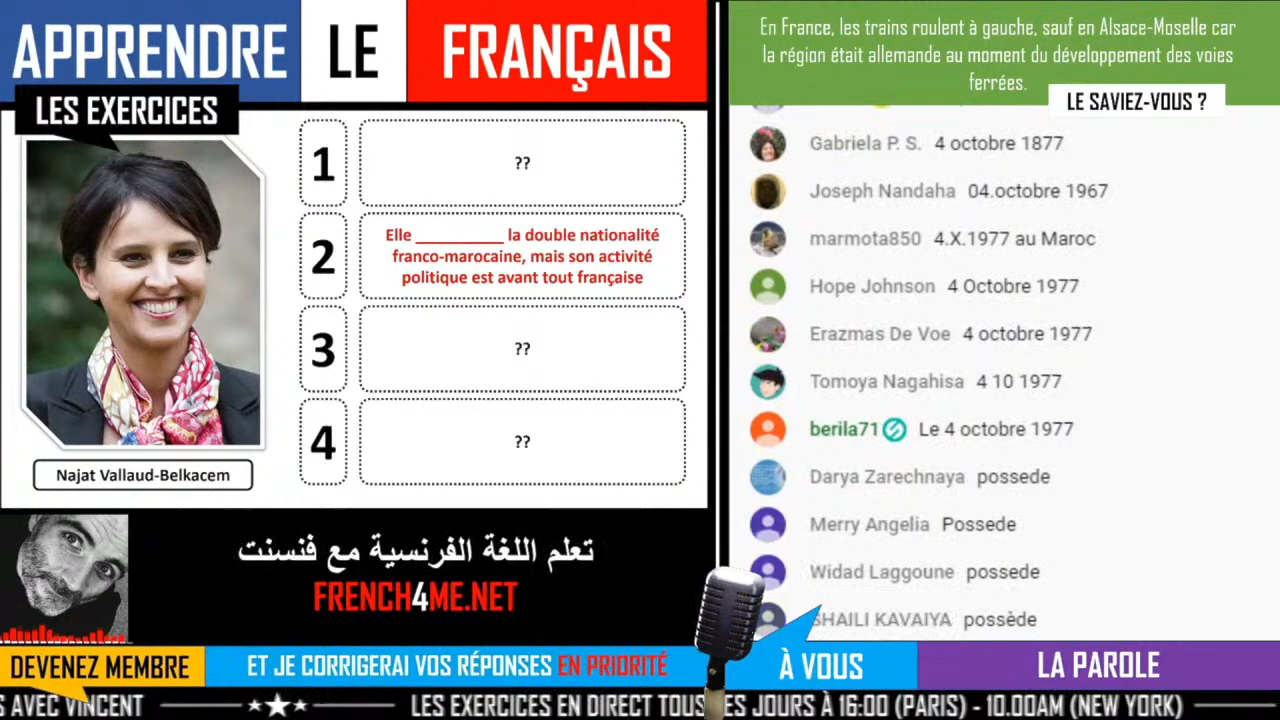 APPRENDRE LE FRANÇAIS
LES EXERCICES
1
??
2
Elle __________ la double nationalité
franco-marocaine, mais son activité
politique est avant tout française
3
??
4
??
Najat Vallaud-Belkacem
تعلم اللغة الفرنسية مع فنسنت
FRENCH4ME.NET
En France, les trains roulent à gauche, sauf en Alsace-Moselle car
la région était allemande au moment du développement des voies
ferrées.
LE SAVIEZ-VOUS ?
Gabriela P. S. 4 octobre 1877
Joseph Nandaha 04.octobre 1967
marmota850 4.X.1977 au Maroc
Hope Johnson 4 Octobre 1977
Erazmas De Voe 4 octobre 1977
Tomoya Nagahisa 4 10 1977
berila71 Le 4 octobre 1977
Darya Zarechnaya possede
Merry Angelia Possede
Widad Laggoune possede
SHAILI KAVAIYA possède
DEVENEZ MEMBRE
ET JE CORRIGERAI VOS RÉPONSES EN PRIORITÉ
À VOUS
LA PAROLE
S AVEC VINCENT
LES EXERCICES EN DIRECT TOUS ES JOURS À 16:00 (PARIS) - 10.00AM (NEW YORK)